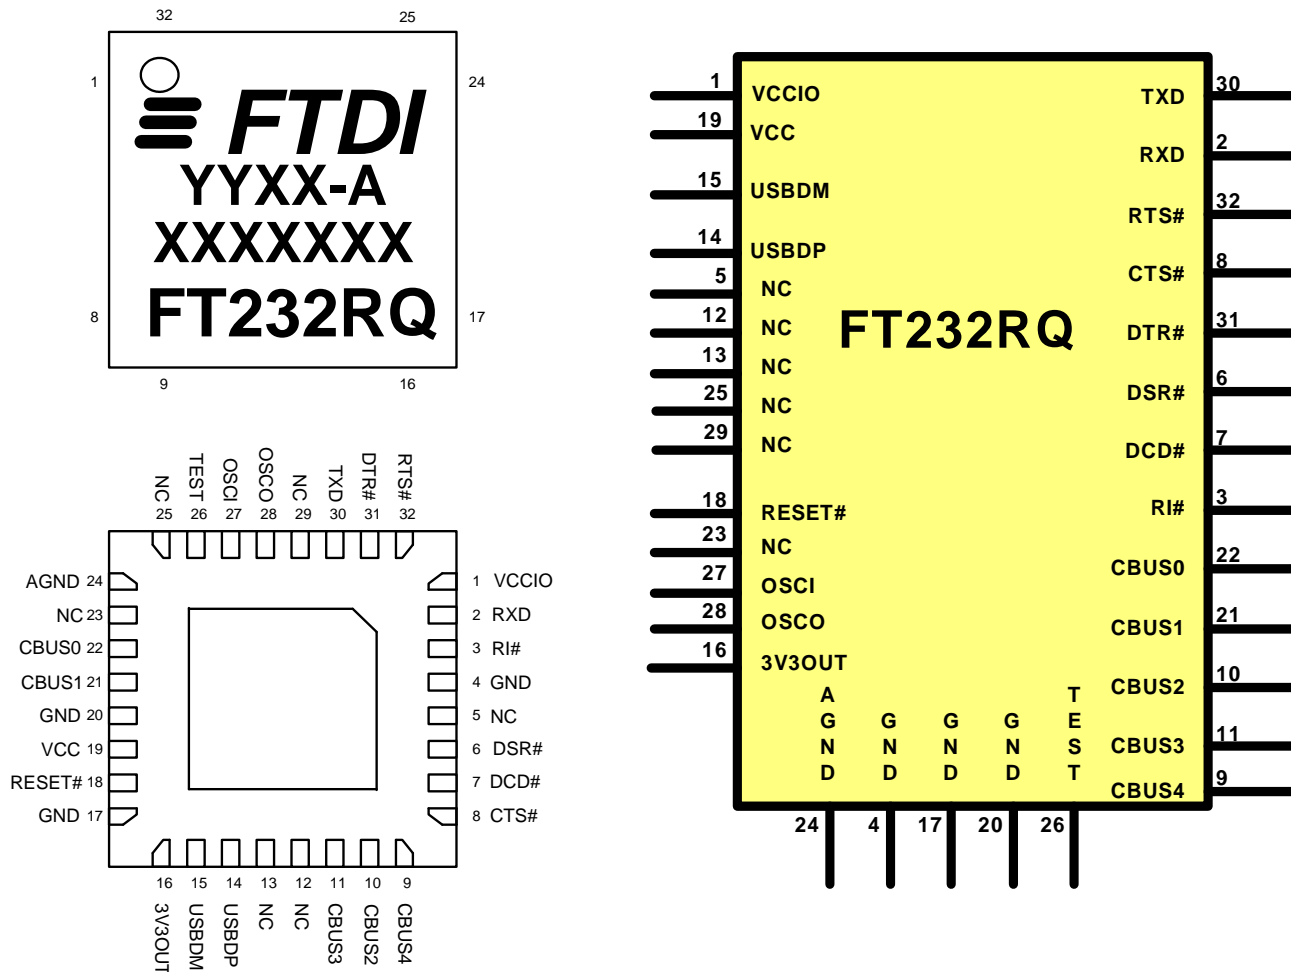 32 25
1 24
FTDI
YYXX-A
XXXXXXX
FT232RQ
8 17
9 16
NC TEST OSCI OSCO NC TXD DTR# RTS#
25 26 27 28 29 30 31 32
AGND 24
NC 23
CBUS0 22
CBUS1 21
GND 20
VCC 19
RESET# 18
GND 17
1 VCCIO
2 RXD
3 RI#
4 GND
5 NC
6 DSR#
7 DCD#
8 CTS#
16 15 14 13 12 11 10 9
3V3OUT USBDM USBDP NC NC CBUS3 CBUS2 CBUS4
1 VCCIO
19 VCC
15 USBDM
14 USBDP
5 NC
12 NC
13 NC
25 NC
29 NC
18 RESET#
23 NC
27 OSCI
28 OSCO
16 3V3OUT
FT232RQ
TXD 30
RXD 2
RTS# 32
CTS# 8
DTR# 31
DSR# 6
DCD# 7
RI# 3
CBUS0 22
CBUS1 21
CBUS2 10
CBUS3 11
CBUS4 9
AGND GND GND GND TEST
24 4 17 20 26